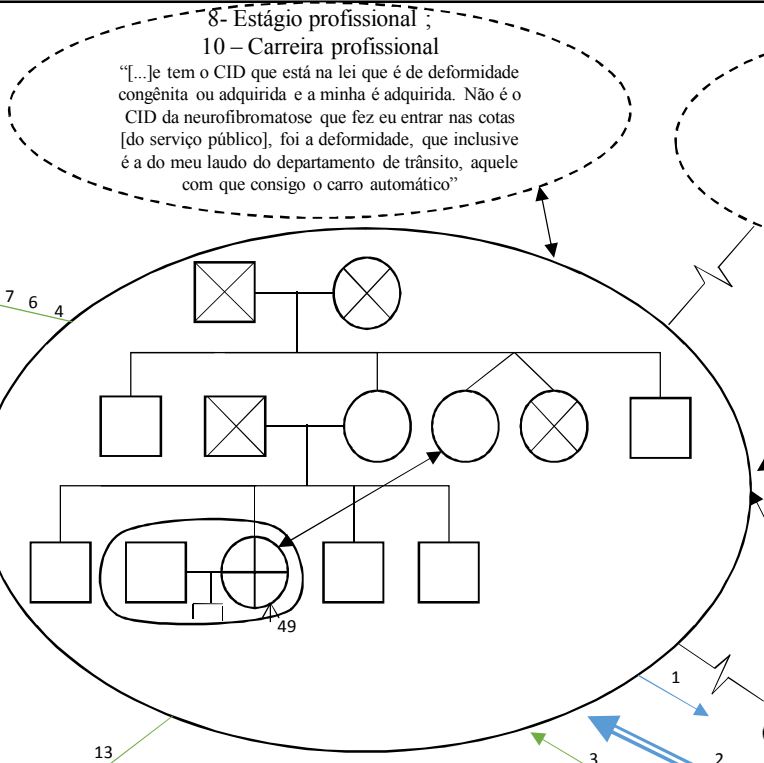 8- Estágio profissional ;
10 – Carreira profissional
“[...]e tem o CID que está na lei que é de deformidade
congênita ou adquirida e a minha é adquirida. Não é o
CID da neurofibromatose que fez eu entrar nas cotas
[do serviço público], foi a deformidade, que inclusive
é a do meu laudo do departamento de trânsito, aquele
com que consigo o carro automático”
7 6 4
49
1
13
3
2